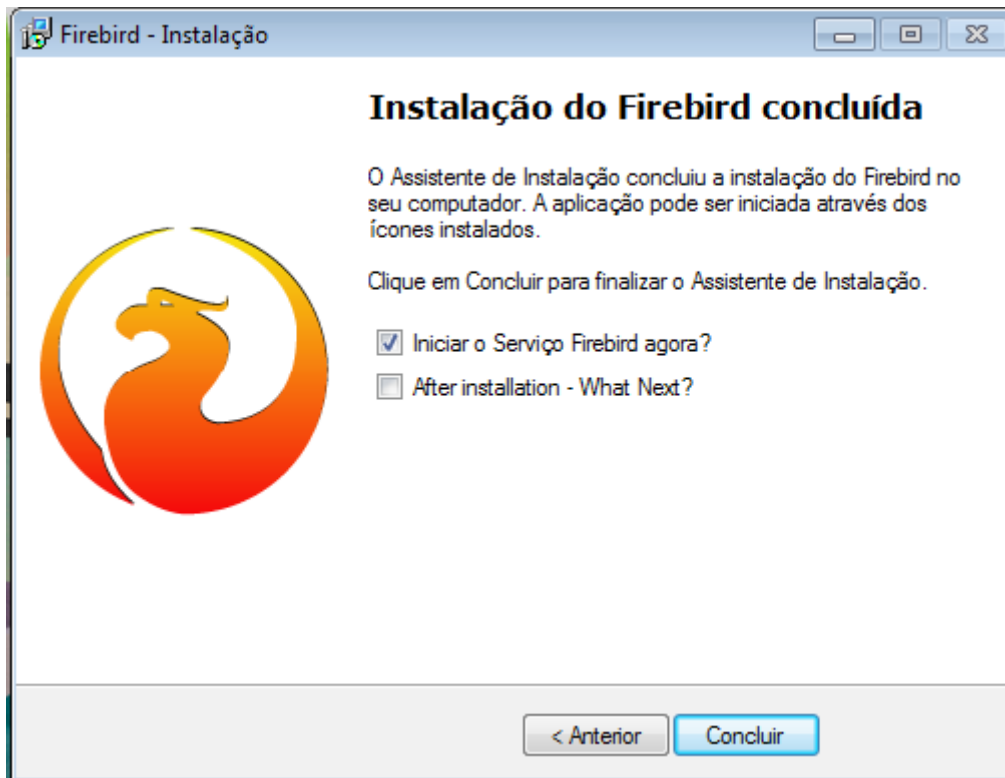 Firebird - Instalação
Instalação do Firebird concluída
O Assistente de Instalação concluiu a instalação do Firebird no
seu computador. A aplicação pode ser iniciada através dos
ícones instalados.
Clique em Concluir para finalizar o Assistente de Instalação.
Iniciar o Serviço Firebird agora?
After installation - What Next?
< Anterior
Concluir